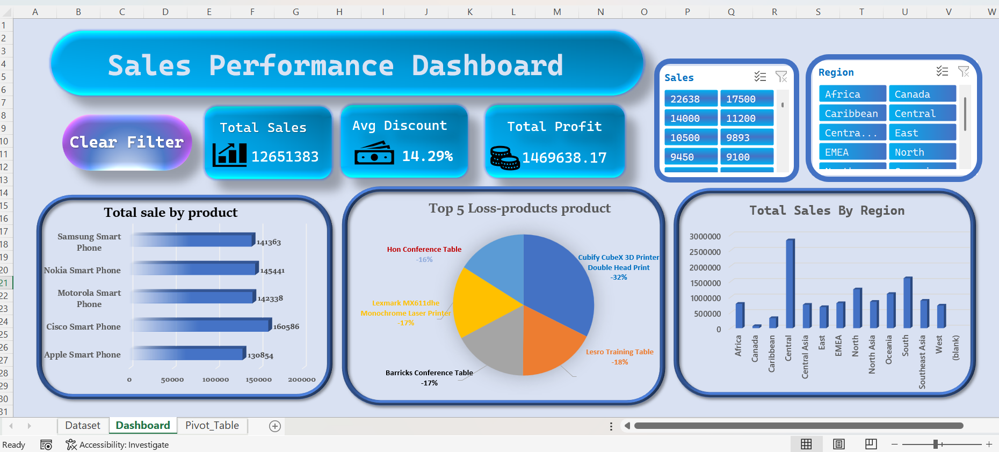 A B C D E F G H I J K L M N O P Q R S T U V W
1
2
3
4
5
6
7
8
9
10
11
12
13
14
15
16
17
18
19
20
21
22
23
24
25
26
27
28
29
30
31
Sales Performance Dashboard
Clear Filter
Total Sales
12651383
Avg Discount
14.29%
Total Profit
1469638.17
Sales
22638 17500
14000 11200
10500 9893
9450 9100
Region
Africa Canada
Caribbean Central
Centra... East
EMEA North
Total sale by product
Samsung Smart
Phone
141363
Nokia Smart Phone
145441
Motorola Smart
Phone
142338
Cisco Smart Phone
160586
Apple Smart Phone
130854
0 50000 100000 150000 200000
Top 5 Loss-products product
Hon Conference Table
-16%
Cubify CubeX 3D Printer
Double Head Print
-32%
Lexmark MX611dhe
Monochrome Laser Printer
-17%
Lesro Training Table
-18%
Barricks Conference Table
-17%
Total Sales By Region
3000000
2500000
2000000
1500000
1000000
500000
0
Africa
Canada
Caribbean
Central
Central Asia
East
EMEA
North
North Asia
Oceania
South
Southeast Asia
West
(blank)
Dataset Dashboard Pivot_Table
Ready
Accessibility: Investigate